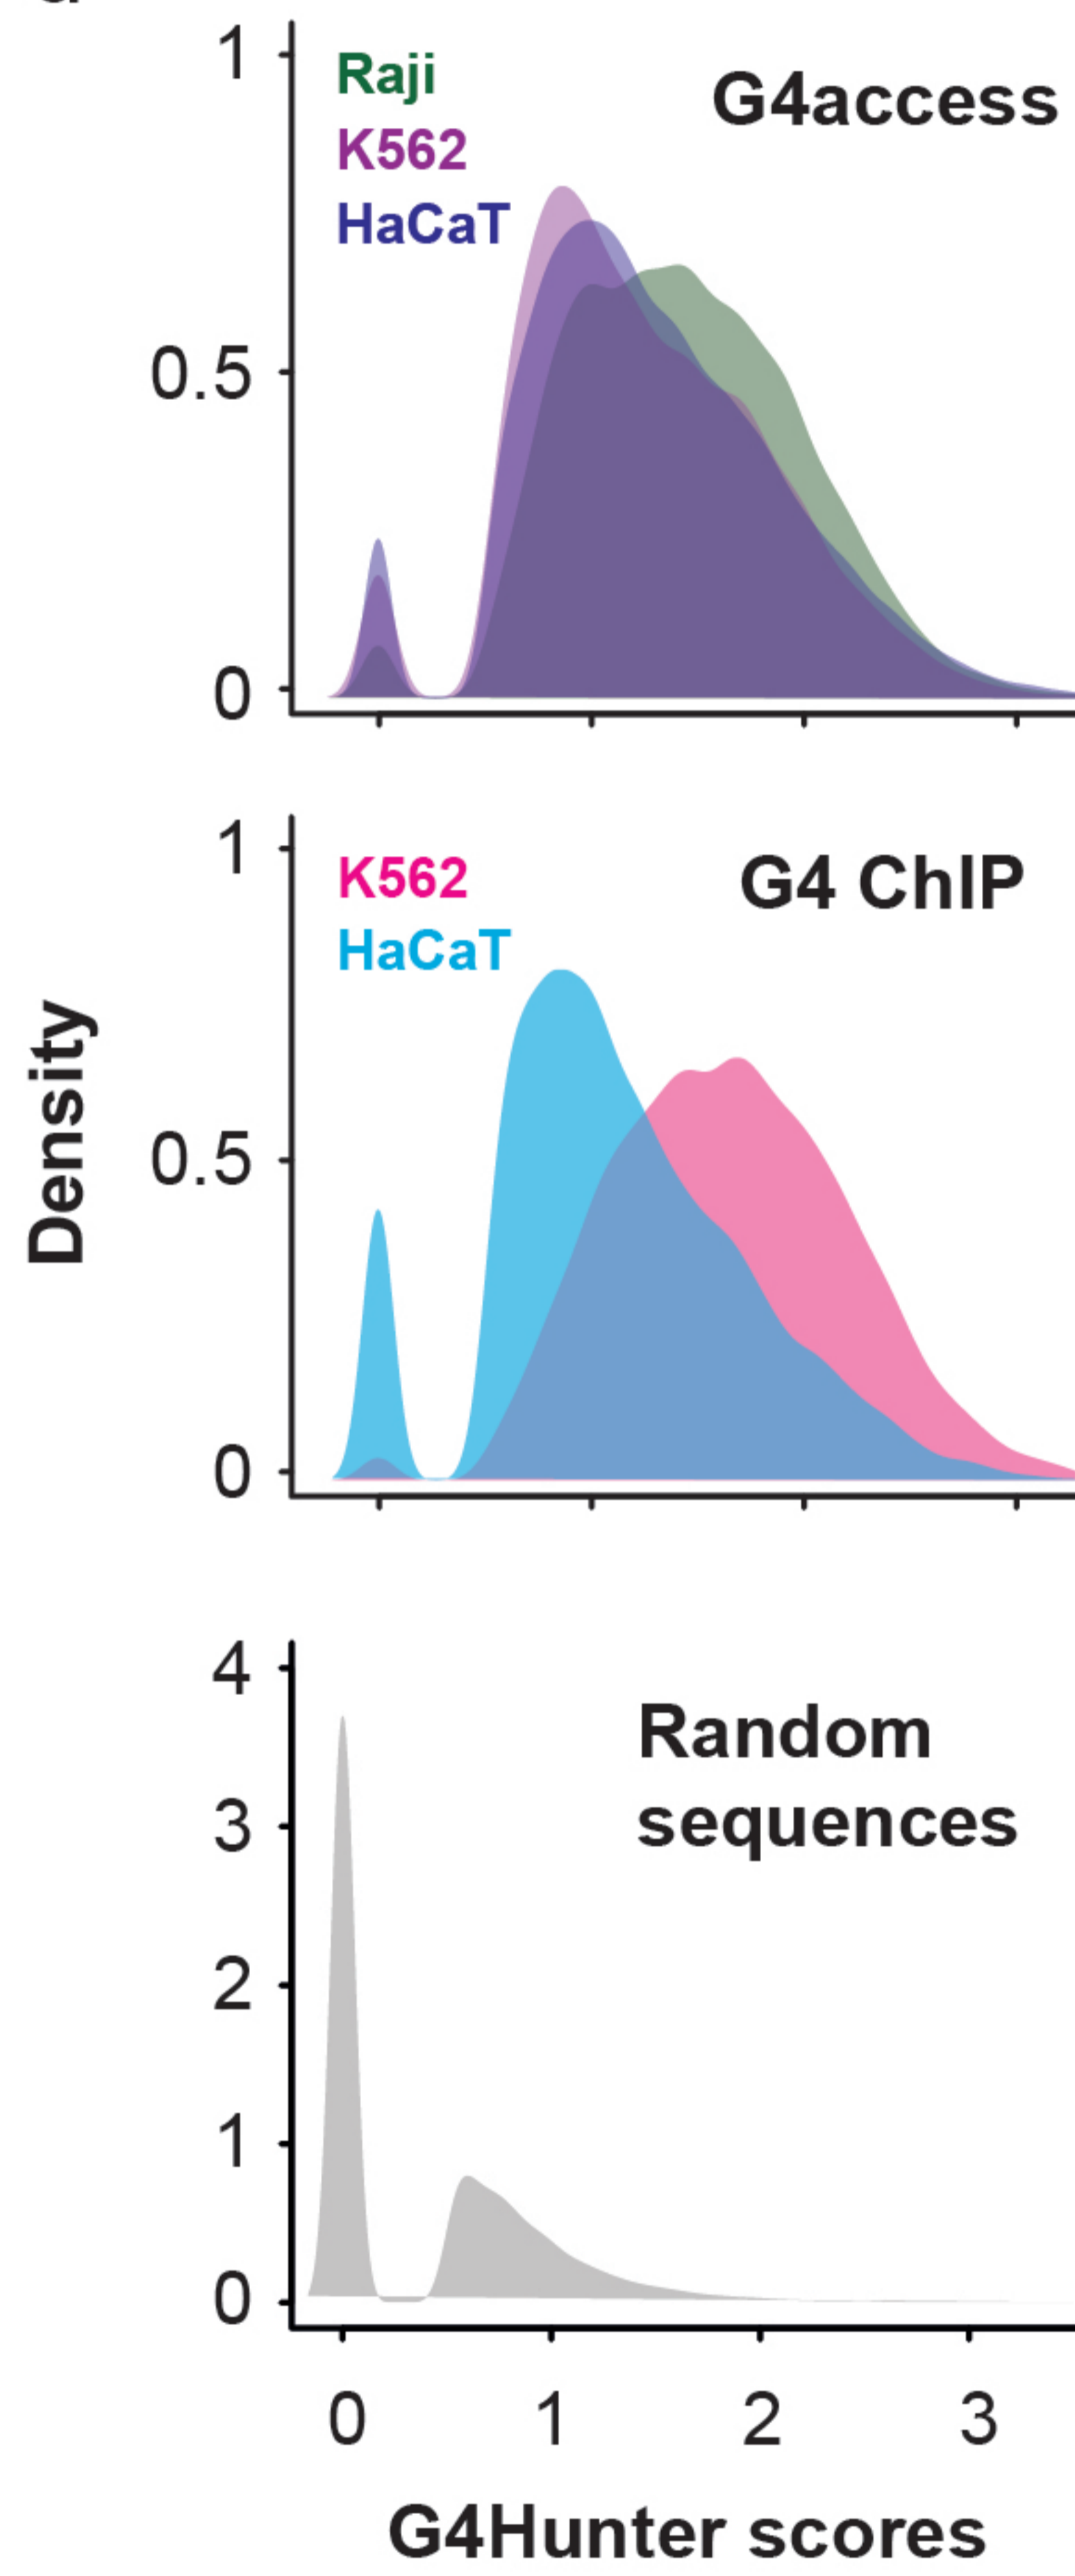 1
Raji
G4access
K562
HaCaT
0.5
0
1
K562
G4 ChIP
HaCaT
Density
0.5
0
4
Random
3
sequences
2
1
0
0 1 2 3
G4Hunter scores